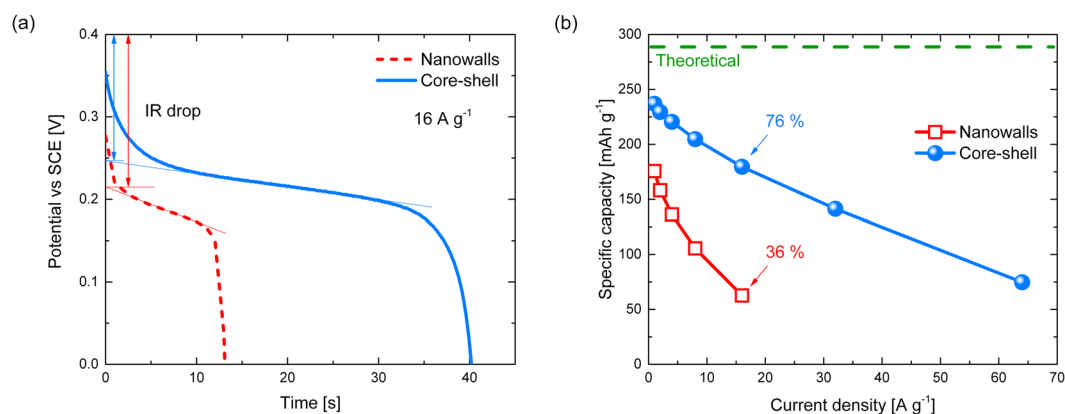 (a)
0.4
0.3
0.2
0.1
0.0
Potential vs SCE [V]
0
10
20
30
40
Time [s]
IR drop
Nanowalls
Core-shell
16 A g⁻¹
(b)
300
250
200
150
100
50
0
Specific capacity [mAh g⁻¹]
0
10
20
30
40
50
60
70
Current density [A g⁻¹]
Theoretical
76 %
36 %
Nanowalls
Core-shell